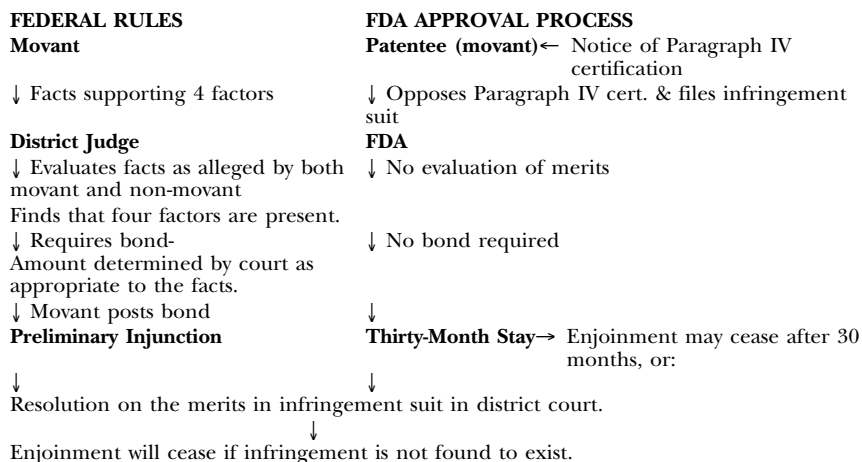 FEDERAL RULES FDA APPROVAL PROCESS
Movant Patentee (movant)← Notice of Paragraph IV
certification
↓ Facts supporting 4 factors ↓ Opposes Paragraph IV cert. & files infringement
suit
District Judge FDA
↓ Evaluates facts as alleged by both ↓ No evaluation of merits
movant and non-movant
Finds that four factors are present.
↓ Requires bond- ↓ No bond required
Amount determined by court as
appropriate to the facts.
↓ Movant posts bond ↓
Preliminary Injunction Thirty-Month Stay→ Enjoinment may cease after 30
months, or:
↓ ↓
Resolution on the merits in infringement suit in district court.
↓
Enjoinment will cease if infringement is not found to exist.